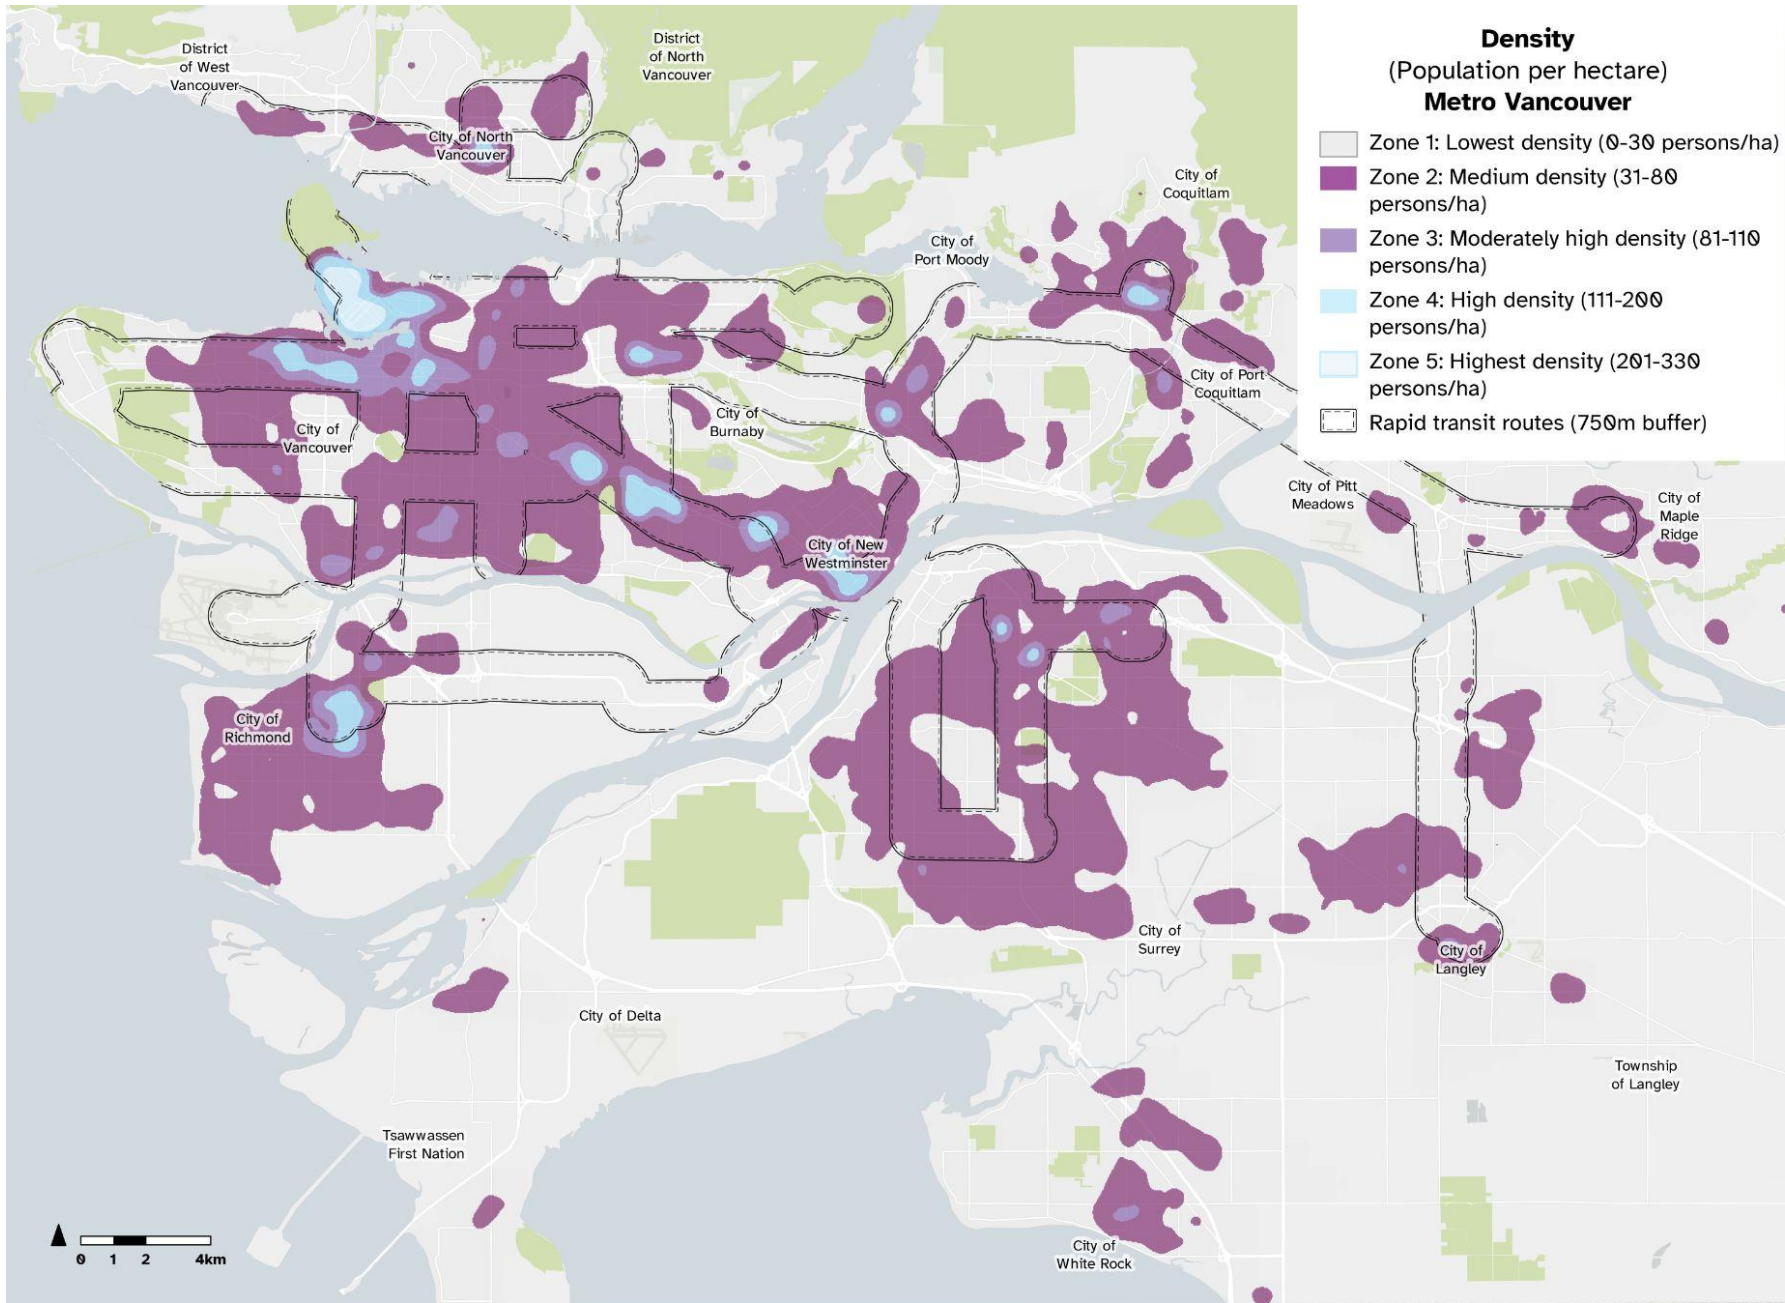 Density
(Population per hectare)
Metro Vancouver
Zone 1: Lowest density (0-30 persons/ha)
Zone 2: Medium density (31-80
persons/ha)
Zone 3: Moderately high density (81-110
persons/ha)
Zone 4: High density (111-200
persons/ha)
Zone 5: Highest density (201-330
persons/ha)
Rapid transit routes (750m buffer)
District
of West
Vancouver
District
of North
Vancouver
City of North
Vancouver
City of
Coquitlam
City of
Port Moody
City of Port
Coquitlam
City of
Burnaby
City of
Vancouver
City of Pitt
Meadows
City of
Maple
Ridge
City of New
Westminster
City of
Richmond
City of
Surrey
City of
Langley
City of Delta
Township
of Langley
Tsawwassen
First Nation
City of
White Rock
0 1 2 4km